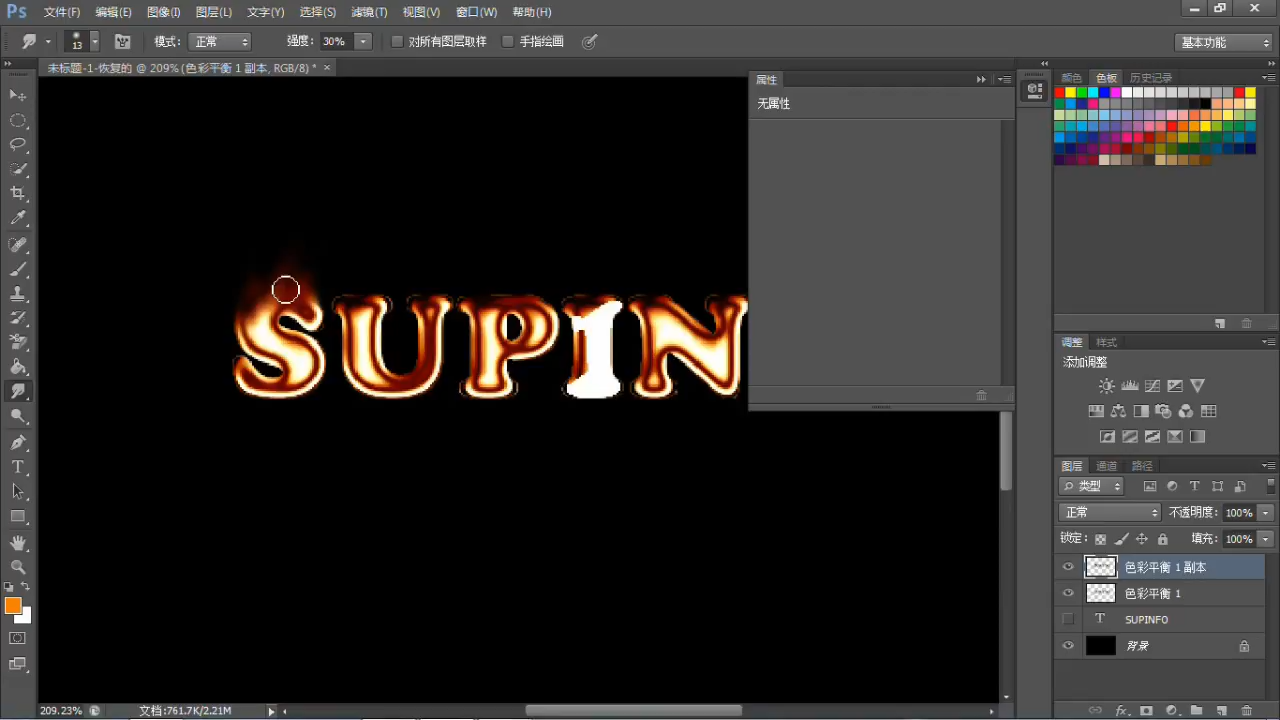 Ps 文件(F) 编辑(E) 图像(I) 图层(L) 文字(Y) 选择(S) 滤镜(T) 视图(V) 窗口(W) 帮助(H)
13 模式: 正常 强度: 30% 对所有图层取样 手指绘画 基本功能
未标题-1-恢复的 @ 209%(色彩平衡 1 副本, RGB/8) * ×
属性
颜色 色板 历史记录
无属性
SUPIN
调整 样式
添加调整
图层 通道 路径
类型
正常 不透明度: 100%
锁定: 填充: 100%
色彩平衡 1 副本
色彩平衡 1
T SUPINFO
背景
209.23% 文档:761.7K/2.21M